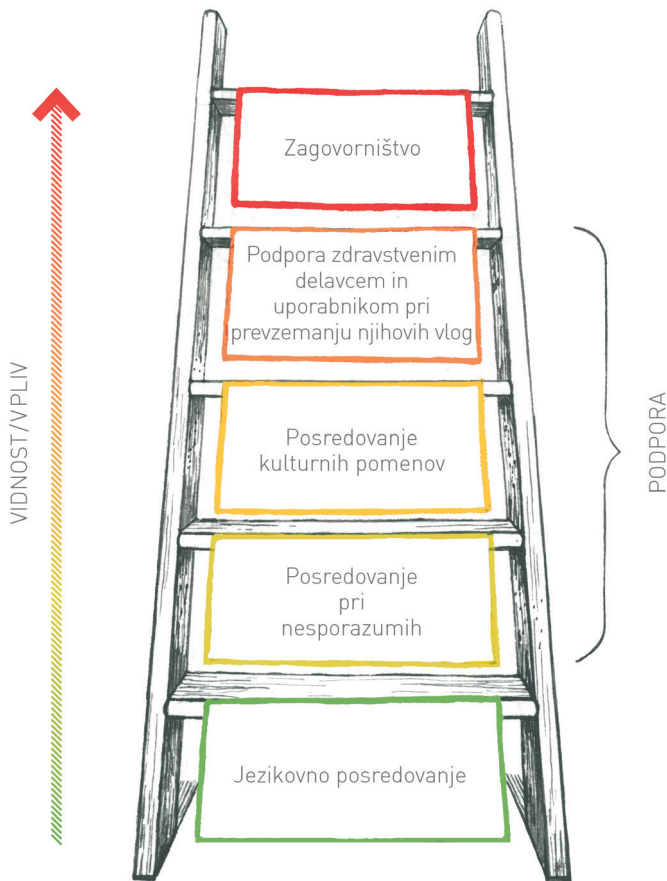 Zagovorništvo
Podpora zdravstvenim
delavcem in
uporabnikom pri
prevzemanju njihovih vlog
Posredovanje
kulturnih pomenov
Posredovanje
pri
nesporazumih
Jezikovno posredovanje
VIDNOST/VPLIV
PODPORA